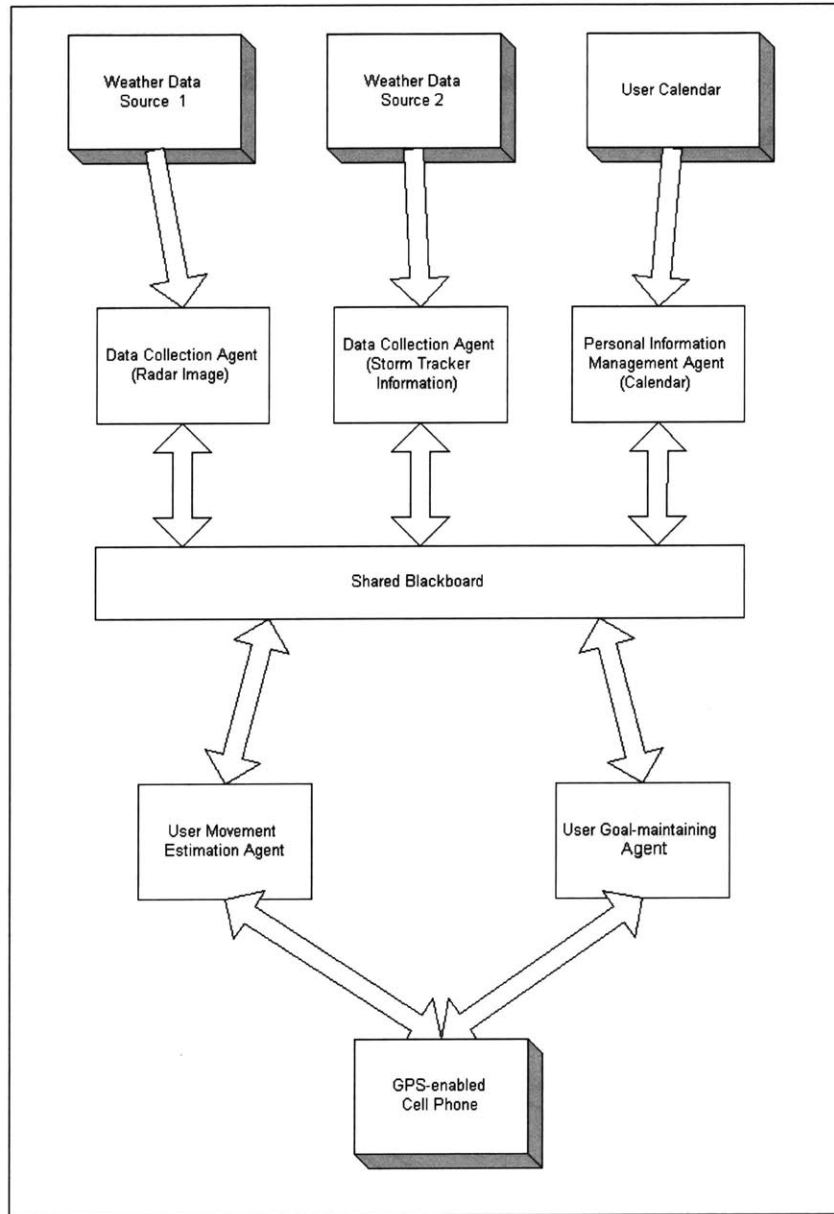 Weather Data
Source 1
Weather Data
Source 2
User Calendar
Data Collection Agent
(Radar Image)
Data Collection Agent
(Storm Tracker
Information)
Personal Information
Management Agent
(Calendar)
Shared Blackboard
User Movement
Estimation Agent
User Goal-maintaining
Agent
GPS-enabled
Cell Phone